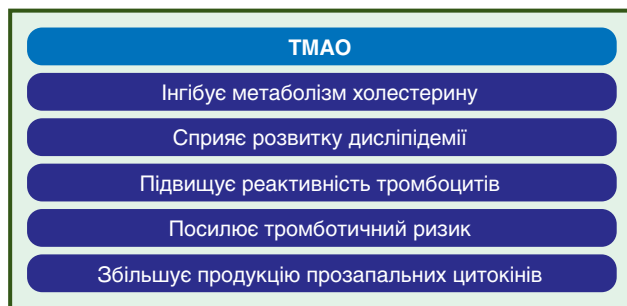 ТМАО
Інгібує метаболізм холестерину
Сприяє розвитку дисліпідемії
Підвищує реактивність тромбоцитів
Посилює тромботичний ризик
Збільшує продукцію прозапальних цитокінів